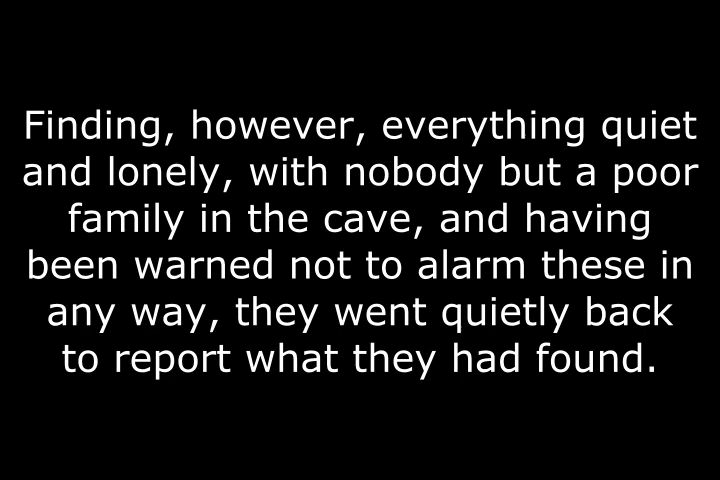 Finding, however, everything quiet
and lonely, with nobody but a poor
family in the cave, and having
been warned not to alarm these in
any way, they went quietly back
to report what they had found.